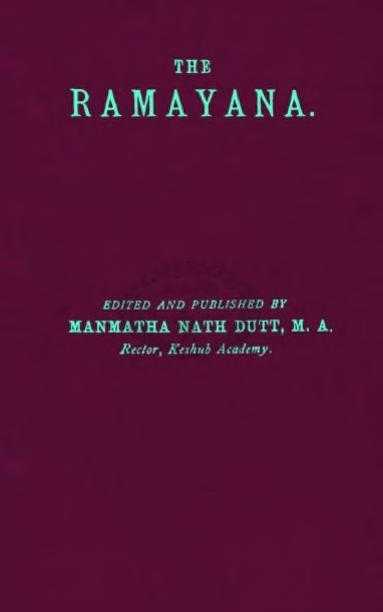 THE
RAMAYANA.
EDITED AND PUBLISHED BY
MANMATHA NATH DUTT, M. A.
Rector, Keshub Academy.